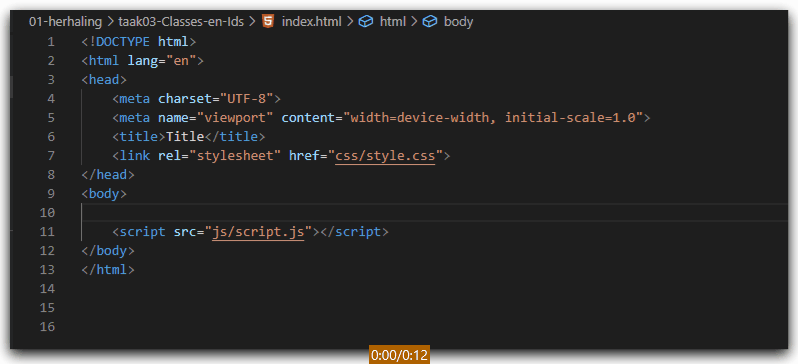 01-herhaling > taak03-Classes-en-Ids > index.html > html > body
1 <!DOCTYPE html>
2 <html lang="en">
3 <head>
4     <meta charset="UTF-8">
5     <meta name="viewport" content="width=device-width, initial-scale=1.0">
6     <title>Title</title>
7     <link rel="stylesheet" href="css/style.css">
8 </head>
9 <body>
10
11     <script src="js/script.js"></script>
12 </body>
13 </html>
14
15
16
0:00/0:12